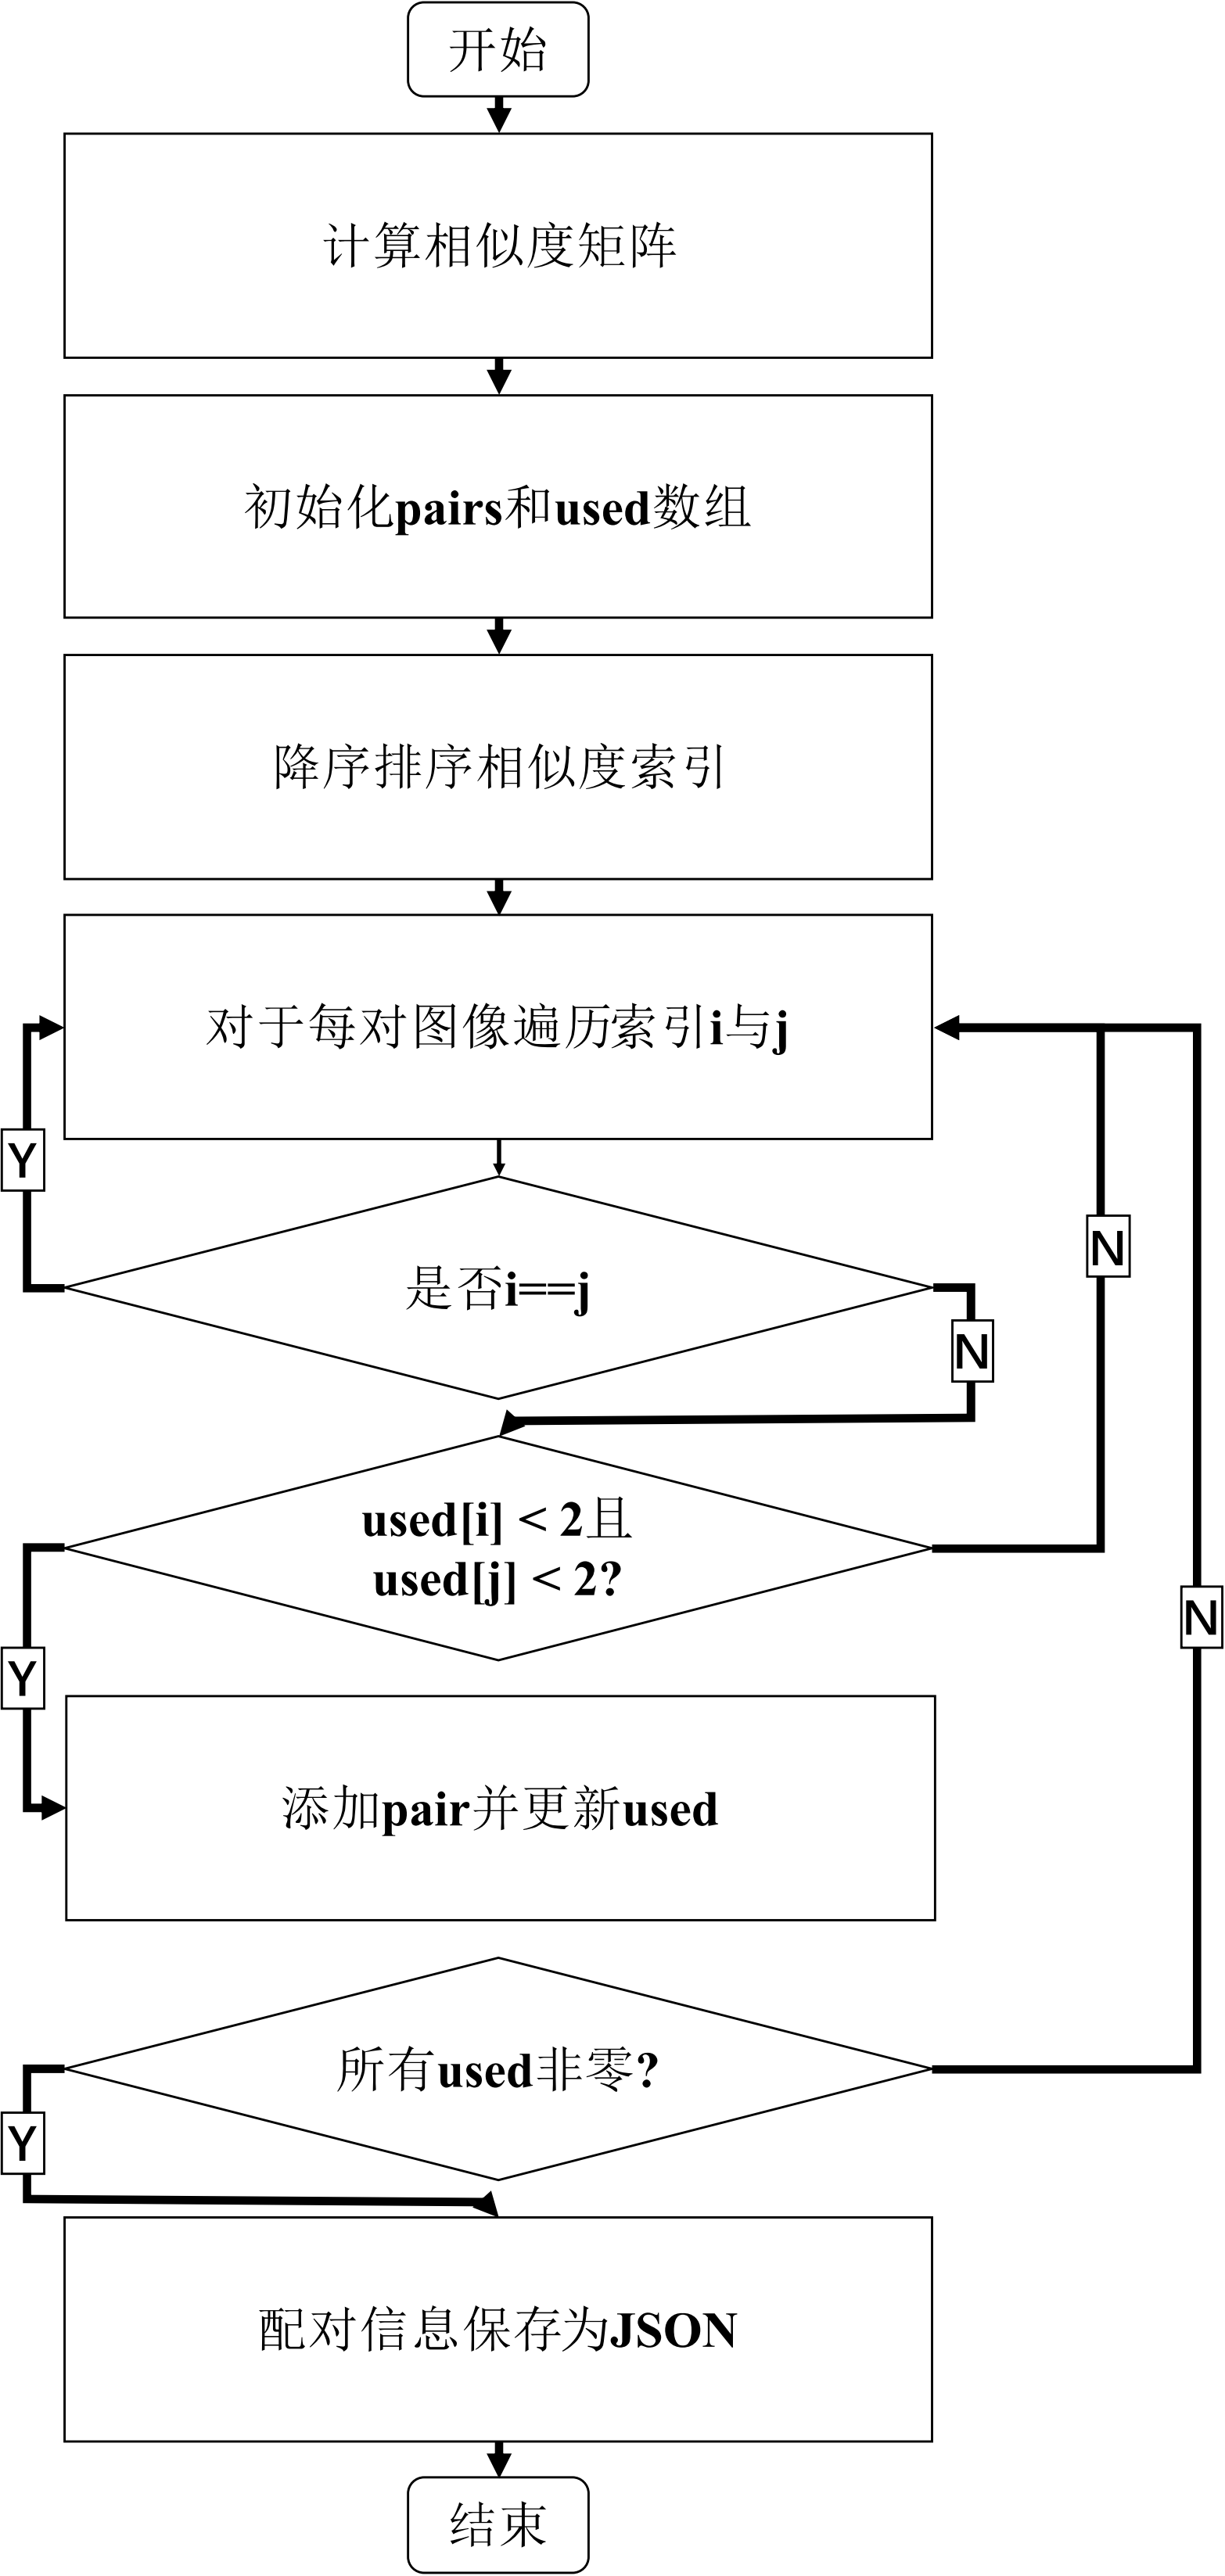 开始
计算相似度矩阵
初始化pairs和used数组
降序排序相似度索引
对于每对图像遍历索引i与j
Y
N
是否i==j
N
used[i] < 2且
used[j] < 2?
N
Y
添加pair并更新used
所有used非零?
Y
配对信息保存为JSON
结束